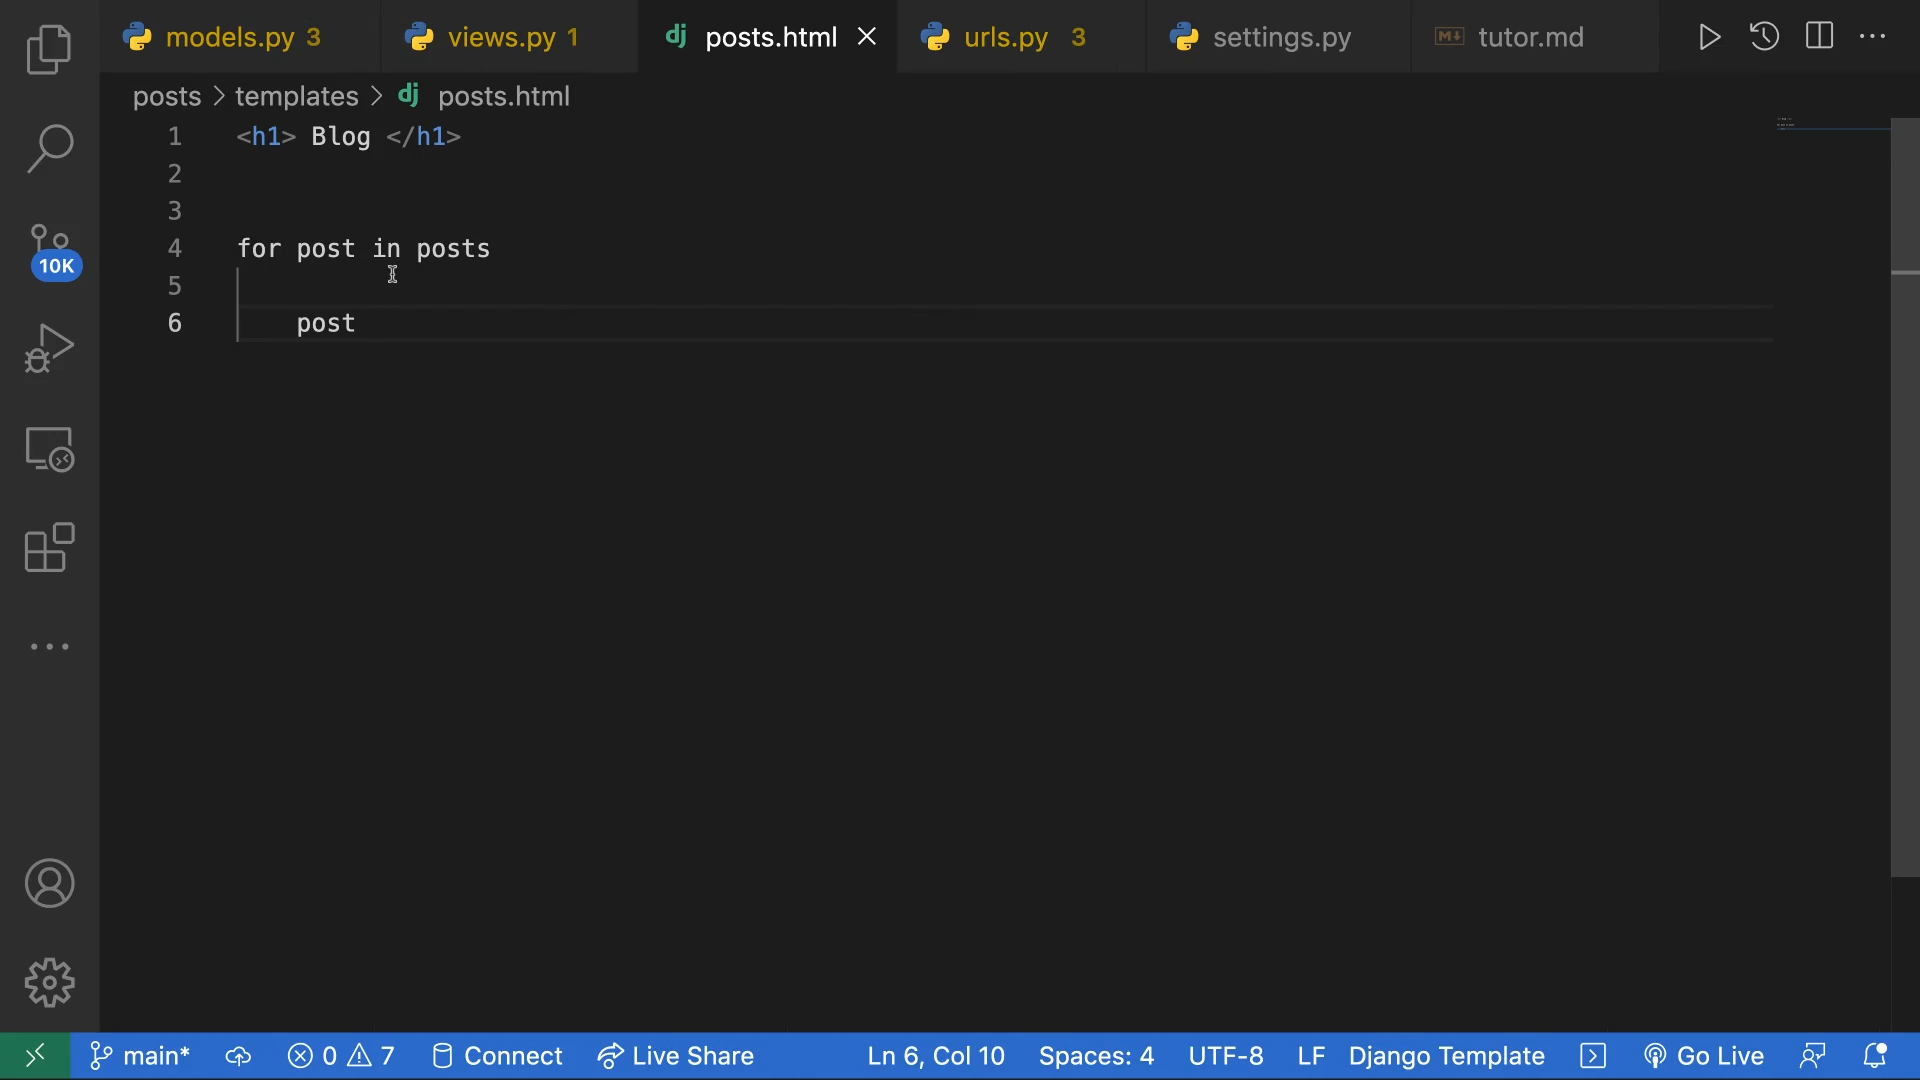 models.py 3 views.py 1 dj posts.html urls.py 3 settings.py M↓ tutor.md
posts > templates > dj posts.html
1 <h1> Blog </h1>
2
3
4 for post in posts
5
6 post
10K
main* 0 7 Connect Live Share Ln 6, Col 10 Spaces: 4 UTF-8 LF Django Template Go Live